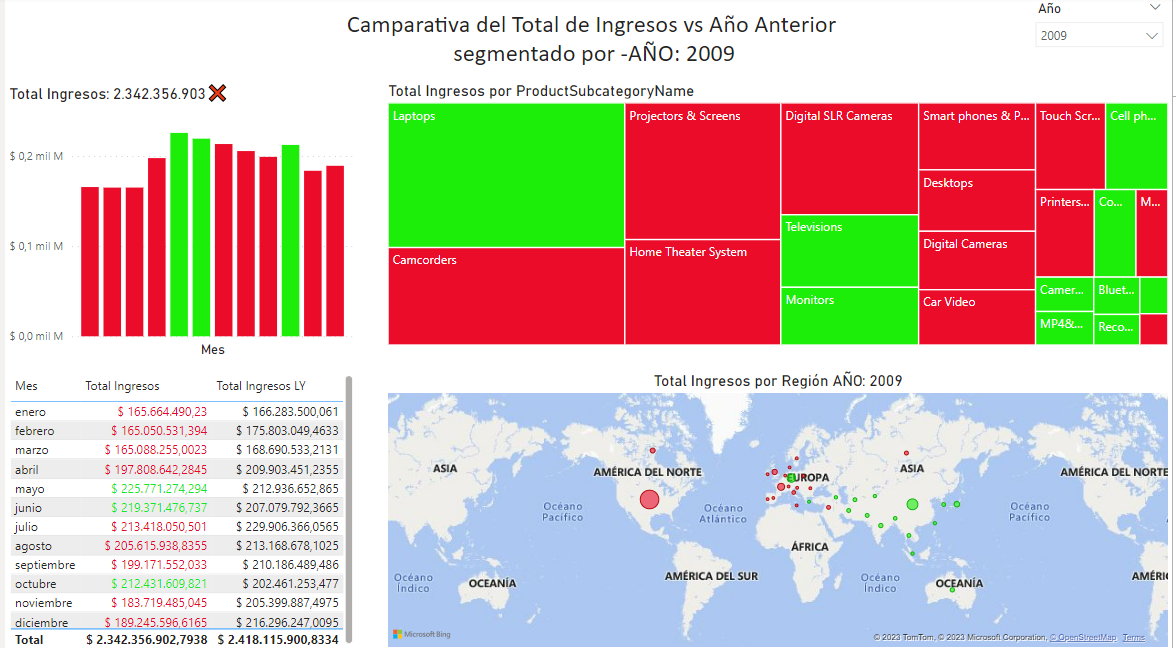 Camparativa del Total de Ingresos vs Año Anterior
segmentado por -AÑO: 2009
Año
2009
Total Ingresos: 2.342.356.903
$ 0,2 mil M
$ 0,1 mil M
$ 0,0 mil M
Mes
Total Ingresos por ProductSubcategoryName
Laptops
Camcorders
Projectors & Screens
Home Theater System
Digital SLR Cameras
Televisions
Monitors
Smart phones & P...
Desktops
Digital Cameras
Car Video
Touch Scr...
Cell ph...
Printers...
Co...
M...
Camer...
Bluet...
MP4&...
Reco...
Mes Total Ingresos Total Ingresos LY
enero $ 165.664.490,23 $ 166.283.500,061
febrero $ 165.050.531,394 $ 175.803.049,4633
marzo $ 165.088.255,0023 $ 168.690.533,2131
abril $ 197.808.642,2845 $ 209.903.451,2355
mayo $ 225.771.274,294 $ 212.936.652,865
junio $ 219.371.476,737 $ 207.079.792,3665
julio $ 213.418.050,501 $ 229.906.366,0565
agosto $ 205.615.938,8355 $ 213.168.678,1025
septiembre $ 199.171.552,033 $ 210.186.489,486
octubre $ 212.431.609,821 $ 202.461.253,477
noviembre $ 183.719.485,045 $ 205.399.887,4975
diciembre $ 189.245.596,6165 $ 216.296.247,0095
Total $ 2.342.356.902,7938 $ 2.418.115.900,8334
Total Ingresos por Región AÑO: 2009
ASIA
AMÉRICA DEL NORTE
EUROPA
ASIA
AMÉRICA DEL NORTE
Océano
Pacífico
Océano
Atlántico
Océano
Pacífico
ÁFRICA
Océano
Índico
OCEANÍA
AMÉRICA DEL SUR
Océano
Índico
OCEANÍA
AMÉRI
Microsoft Bing
© 2023 TomTom, © 2023 Microsoft Corporation, © OpenStreetMap Terms